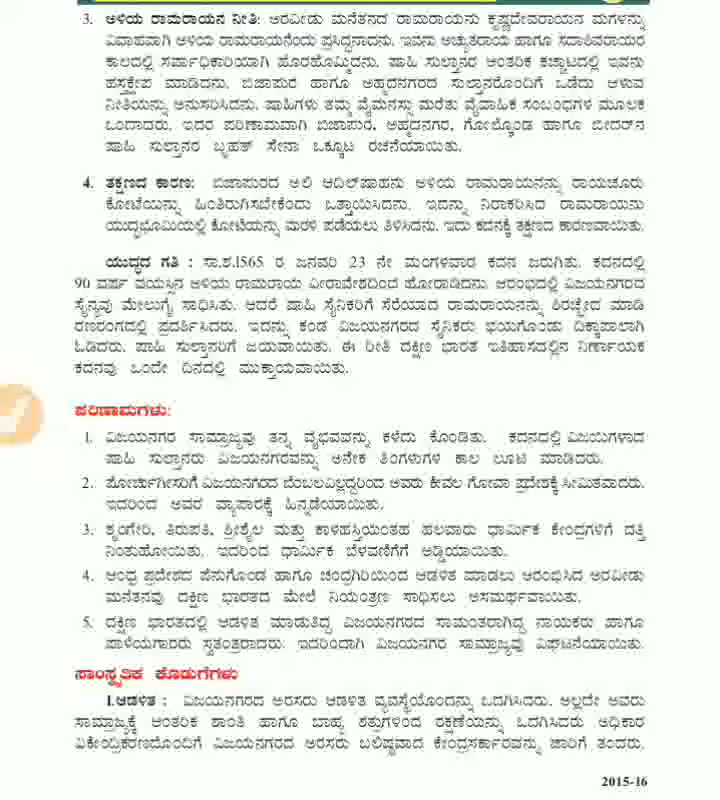 3. ಅಳಿಯ ರಾಮರಾಯನ ನೀತಿ: ಅರವೀಡು ಮನೆತನದ ರಾಮರಾಯನು ಕೃಷ್ಣದೇವರಾಯನ ಮಗಳನ್ನು
ವಿವಾಹವಾಗಿ ಅಳಿಯ ರಾಮರಾಯನೆಂದು ಪ್ರಸಿದ್ಧನಾದನು. ಇವನು ಅಚ್ಯುತರಾಯ ಹಾಗೂ ಸದಾಶಿವರಾಯರ
ಕಾಲದಲ್ಲಿ ಸರ್ವಾಧಿಕಾರಿಯಾಗಿ ಹೊರಹೊಮ್ಮಿದನು. ಷಾಹಿ ಸುಲ್ತಾನರ ಆಂತರಿಕ ಕಚ್ಚಾಟದಲ್ಲಿ ಇವನು
ಹಸ್ತಕ್ಷೇಪ ಮಾಡಿದನು. ಬಿಜಾಪುರ ಹಾಗೂ ಅಹ್ಮದನಗರದ ಸುಲ್ತಾನರೊಂದಿಗೆ ಒಡೆದು ಆಳುವ
ನೀತಿಯನ್ನು ಅನುಸರಿಸಿದನು. ಷಾಹಿಗಳು ತಮ್ಮ ವೈಮನಸ್ಸು ಮರೆತು ವೈವಾಹಿಕ ಸಂಬಂಧಗಳ ಮೂಲಕ
ಒಂದಾದರು. ಇದರ ಪರಿಣಾಮವಾಗಿ ಬಿಜಾಪುರ, ಅಹ್ಮದನಗರ, ಗೋಲ್ಕೊಂಡ ಹಾಗೂ ಬೀದರ್‌ನ
ಷಾಹಿ ಸುಲ್ತಾನರ ಬೃಹತ್ ಸೇನಾ ಒಕ್ಕೂಟ ರಚನೆಯಾಯಿತು.
4. ತಕ್ಷಣದ ಕಾರಣ: ಬಿಜಾಪುರದ ಅಲಿ ಆದಿಲ್‌ಷಾಹನು ಅಳಿಯ ರಾಮರಾಯನನ್ನು ರಾಯಚೂರು
ಕೋಟೆಯನ್ನು ಹಿಂತಿರುಗಿಸಬೇಕೆಂದು ಒತ್ತಾಯಿಸಿದನು. ಇದನ್ನು ನಿರಾಕರಿಸಿದ ರಾಮರಾಯನು
ಯುದ್ಧಭೂಮಿಯಲ್ಲಿ ಕೋಟೆಯನ್ನು ಮರಳಿ ಪಡೆಯಲು ತಿಳಿಸಿದನು. ಇದು ಕದನಕ್ಕೆ ತಕ್ಷಣದ ಕಾರಣವಾಯಿತು.
ಯುದ್ಧದ ಗತಿ : ಸಾ.ಶ.1565 ರ ಜನವರಿ 23 ನೇ ಮಂಗಳವಾರ ಕದನ ಜರುಗಿತು. ಕದನದಲ್ಲಿ
90 ವರ್ಷ ವಯಸ್ಸಿನ ಅಳಿಯ ರಾಮರಾಯ ವೀರಾವೇಶದಿಂದ ಹೋರಾಡಿದನು. ಆರಂಭದಲ್ಲಿ ವಿಜಯನಗರದ
ಸೈನ್ಯವು ಮೇಲುಗೈ ಸಾಧಿಸಿತು. ಆದರೆ ಷಾಹಿ ಸೈನಿಕರಿಗೆ ಸೆರೆಯಾದ ರಾಮರಾಯನನ್ನು ಶಿರಚ್ಛೇದ ಮಾಡಿ
ರಣರಂಗದಲ್ಲಿ ಪ್ರದರ್ಶಿಸಿದರು. ಇದನ್ನು ಕಂಡ ವಿಜಯನಗರದ ಸೈನಿಕರು ಭಯಗೊಂಡು ದಿಕ್ಕಾಪಾಲಾಗಿ
ಓಡಿದರು. ಷಾಹಿ ಸುಲ್ತಾನರಿಗೆ ಜಯವಾಯಿತು. ಈ ರೀತಿ ದಕ್ಷಿಣ ಭಾರತ ಇತಿಹಾಸದಲ್ಲಿನ ನಿರ್ಣಾಯಕ
ಕದನವು ಒಂದೇ ದಿನದಲ್ಲಿ ಮುಕ್ತಾಯವಾಯಿತು.
ಪರಿಣಾಮಗಳು:
1. ವಿಜಯನಗರ ಸಾಮ್ರಾಜ್ಯವು ತನ್ನ ವೈಭವವನ್ನು ಕಳೆದು ಕೊಂಡಿತು. ಕದನದಲ್ಲಿ ವಿಜಯಿಗಳಾದ
ಷಾಹಿ ಸುಲ್ತಾನರು ವಿಜಯನಗರವನ್ನು ಅನೇಕ ತಿಂಗಳುಗಳ ಕಾಲ ಲೂಟಿ ಮಾಡಿದರು.
2. ಪೋರ್ಚುಗೀಸರಿಗೆ ವಿಜಯನಗರದ ಬೆಂಬಲವಿಲ್ಲದ್ದರಿಂದ ಅವರು ಕೇವಲ ಗೋವಾ ಪ್ರದೇಶಕ್ಕೆ ಸೀಮಿತವಾದರು.
ಇದರಿಂದ ಅವರ ವ್ಯಾಪಾರಕ್ಕೆ ಹಿನ್ನಡೆಯಾಯಿತು.
3. ಶೃಂಗೇರಿ, ತಿರುಪತಿ, ಶ್ರೀಶೈಲ ಮತ್ತು ಕಾಳಹಸ್ತಿಯಂತಹ ಹಲವಾರು ಧಾರ್ಮಿಕ ಕೇಂದ್ರಗಳಿಗೆ ದತ್ತಿ
ನಿಂತುಹೋಯಿತು. ಇದರಿಂದ ಧಾರ್ಮಿಕ ಬೆಳವಣಿಗೆಗೆ ಅಡ್ಡಿಯಾಯಿತು.
4. ಆಂಧ್ರ ಪ್ರದೇಶದ ಪೆನುಗೊಂಡ ಹಾಗೂ ಚಂದ್ರಗಿರಿಯಿಂದ ಆಡಳಿತ ಮಾಡಲು ಆರಂಭಿಸಿದ ಅರವೀಡು
ಮನೆತನವು ದಕ್ಷಿಣ ಭಾರತದ ಮೇಲೆ ನಿಯಂತ್ರಣ ಸಾಧಿಸಲು ಅಸಮರ್ಥವಾಯಿತು.
5. ದಕ್ಷಿಣ ಭಾರತದಲ್ಲಿ ಆಡಳಿತ ಮಾಡುತ್ತಿದ್ದ ವಿಜಯನಗರದ ಸಾಮಂತರಾಗಿದ್ದ ನಾಯಕರು ಹಾಗೂ
ಪಾಳೆಯಗಾರರು ಸ್ವತಂತ್ರರಾದರು. ಇದರಿಂದಾಗಿ ವಿಜಯನಗರ ಸಾಮ್ರಾಜ್ಯವು ವಿಘಟನೆಯಾಯಿತು.
ಸಾಂಸ್ಕೃತಿಕ ಕೊಡುಗೆಗಳು
1.ಆಡಳಿತ : ವಿಜಯನಗರದ ಅರಸರು ಆಡಳಿತ ವ್ಯವಸ್ಥೆಯೊಂದನ್ನು ಒದಗಿಸಿದರು. ಅಲ್ಲದೇ ಅವರು
ಸಾಮ್ರಾಜ್ಯಕ್ಕೆ ಆಂತರಿಕ ಶಾಂತಿ ಹಾಗೂ ಬಾಹ್ಯ ಶತ್ರುಗಳಿಂದ ರಕ್ಷಣೆಯನ್ನು ಒದಗಿಸಿದರು ಅಧಿಕಾರ
ಏಕೀಂದ್ರಿಕರಣದೊಂದಿಗೆ ವಿಜಯನಗರದ ಅರಸರು ಬಲಿಷ್ಠವಾದ ಕೇಂದ್ರಸರ್ಕಾರವನ್ನು ಜಾರಿಗೆ ತಂದರು.
2015-16